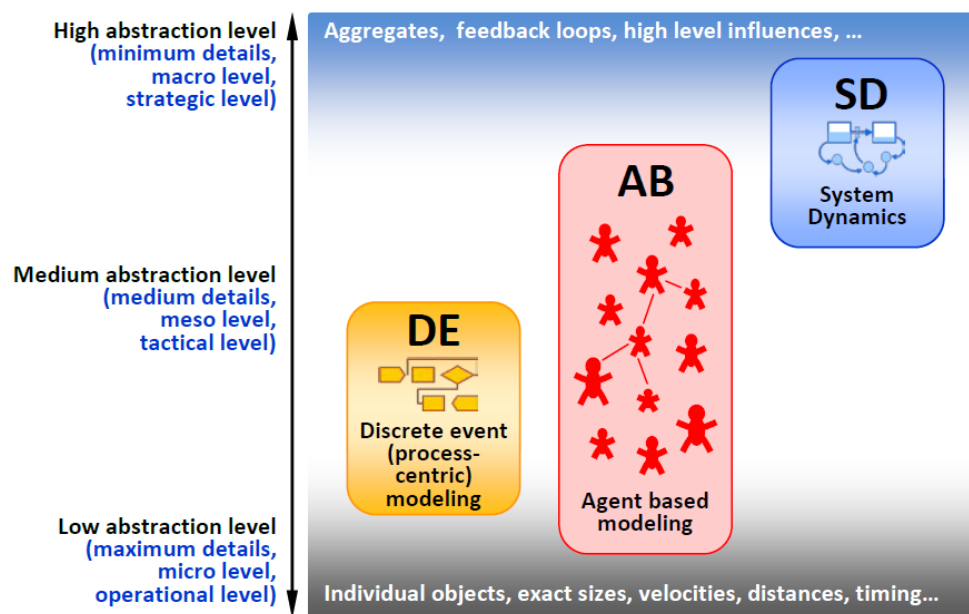 High abstraction level
(minimum details,
macro level,
strategic level)
Aggregates, feedback loops, high level influences, …
SD
System
Dynamics
AB
Medium abstraction level
(medium details,
meso level,
tactical level)
DE
Discrete event
(process-
centric)
modeling
Agent based
modeling
Low abstraction level
(maximum details,
micro level,
operational level)
Individual objects, exact sizes, velocities, distances, timing…